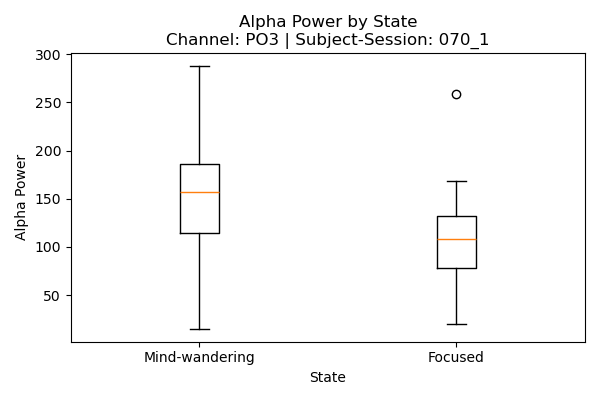 Alpha Power by State
Channel: PO3 | Subject-Session: 070_1
300
250
200
150
100
50
Alpha Power
Mind-wandering
Focused
State